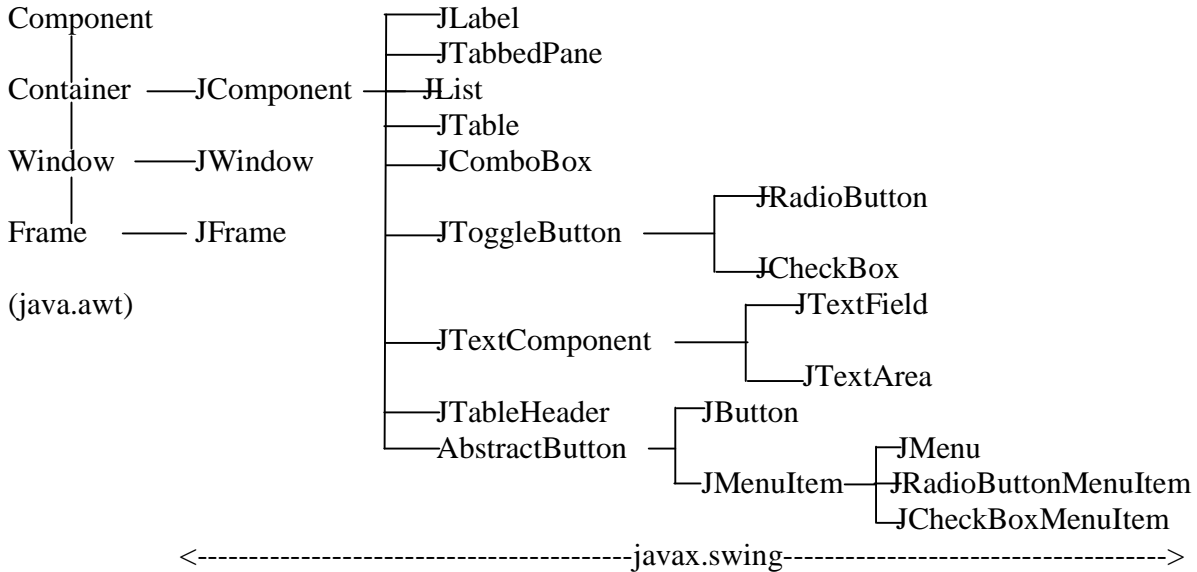 Component JLabel
JTabbedPane
Container JComponent JList
JTable
Window JWindow JComboBox
JRadioButton
Frame JFrame JToggleButton
JCheckBox
(java.awt) JTextField
JTextComponent
JTextArea
JTableHeader JButton
AbstractButton
JMenu
JMenuItem JRadioButtonMenuItem
JCheckBoxMenuItem
<-------------------------------------------javax.swing-------------------------------------->